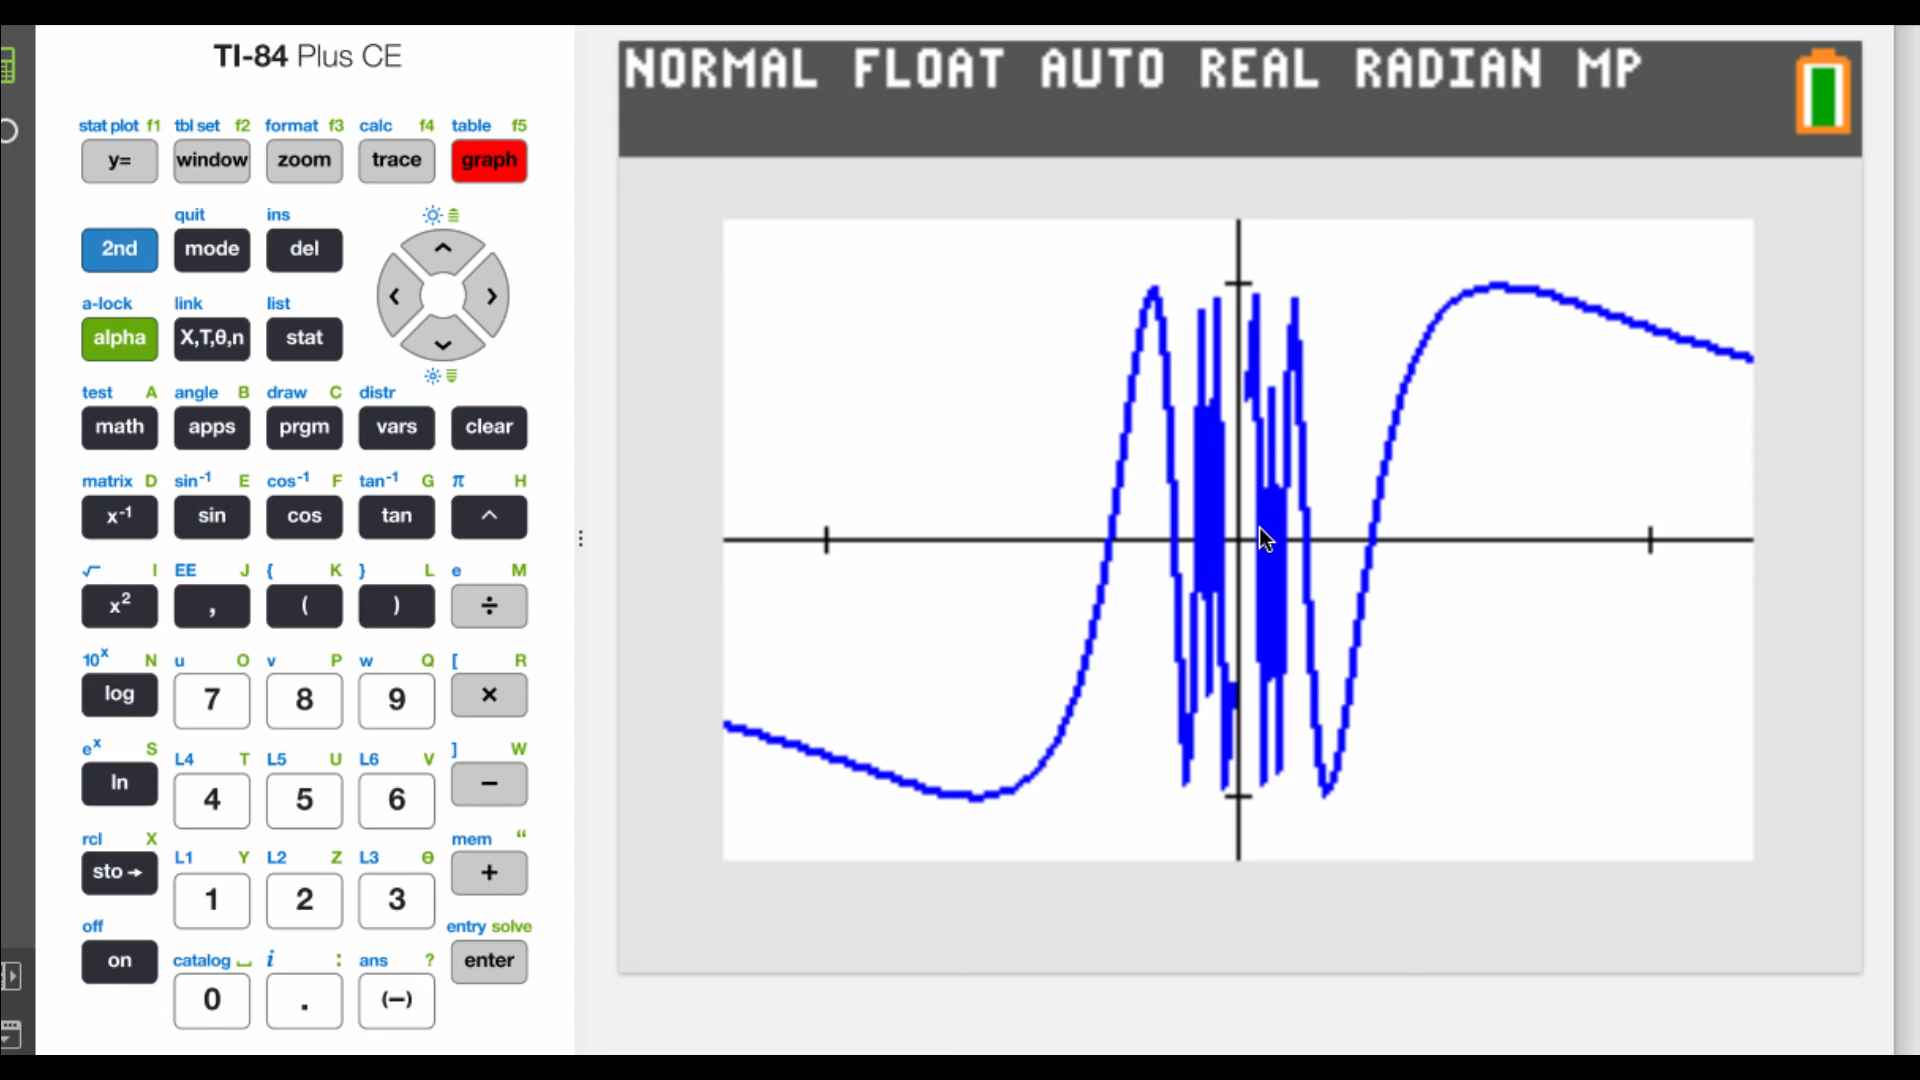 TI-84 Plus CE
NORMAL FLOAT AUTO REAL RADIAN MP
stat plot f1 tbl set f2 format f3 calc f4 table f5
y= window zoom trace graph
quit ins
2nd mode del
a-lock link list
alpha X,T,θ,n stat
test A angle B draw C distr
math apps prgm vars clear
matrix D sin⁻¹ E cos⁻¹ F tan⁻¹ G π H
x⁻¹ sin cos tan ^
√ I EE J { K } L e M
x² , ( ) ÷
10ˣ N u O v P w Q [ R
log 7 8 9 ×
eˣ S L4 T L5 U L6 V ] W
ln 4 5 6 −
rcl X L1 Y L2 Z L3 θ mem “
sto→ 1 2 3 +
off catalog ⎵ i : ans ? entry solve
on 0 . (−) enter